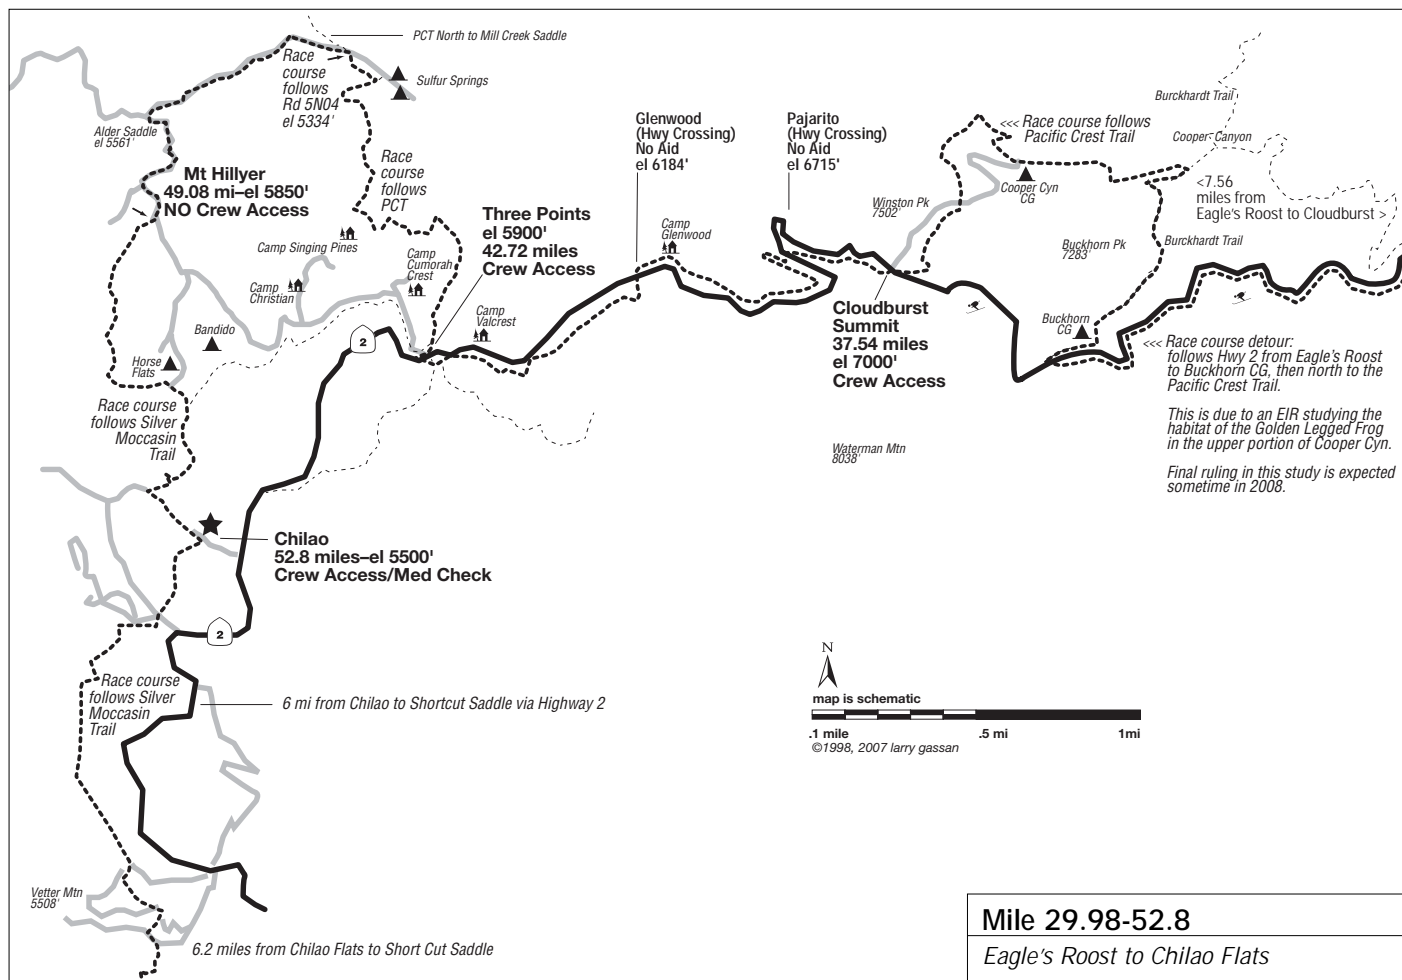 PCT North to Mill Creek Saddle
Race
course
follows
Rd 5N04
el 5334'
Sulfur Springs
Alder Saddle
el 5561'
Mt Hillyer
49.08 mi–el 5850'
NO Crew Access
Race
course
follows
PCT
Camp Singing Pines
Camp
Christian
Camp
Cumorah
Crest
Bandido
Horse
Flats
2
Three Points
el 5900'
42.72 miles
Crew Access
Camp
Valcrest
Glenwood
(Hwy Crossing)
No Aid
el 6184'
Camp
Glenwood
Pajarito
(Hwy Crossing)
No Aid
el 6715'
Winston Pk
7502'
<<< Race course follows
Pacific Crest Trail
Cooper Cyn
CG
Burckhardt Trail
Cooper Canyon
<7.56
miles from
Eagle's Roost to Cloudburst >
Buckhorn Pk
7283'
Burckhardt Trail
Cloudburst
Summit
37.54 miles
el 7000'
Crew Access
Buckhorn
CG
<<< Race course detour:
follows Hwy 2 from Eagle's Roost
to Buckhorn CG, then north to the
Pacific Crest Trail.
This is due to an EIR studying the
habitat of the Golden Legged Frog
in the upper portion of Cooper Cyn.
Final ruling in this study is expected
sometime in 2008.
Waterman Mtn
8038'
Race course
follows Silver
Moccasin
Trail
Chilao
52.8 miles–el 5500'
Crew Access/Med Check
2
Race course
follows Silver
Moccasin
Trail
6 mi from Chilao to Shortcut Saddle via Highway 2
N
map is schematic
.1 mile
.5 mi
1mi
©1998, 2007 larry gassan
Vetter Mtn
5508'
6.2 miles from Chilao Flats to Short Cut Saddle
Mile 29.98-52.8
Eagle's Roost to Chilao Flats